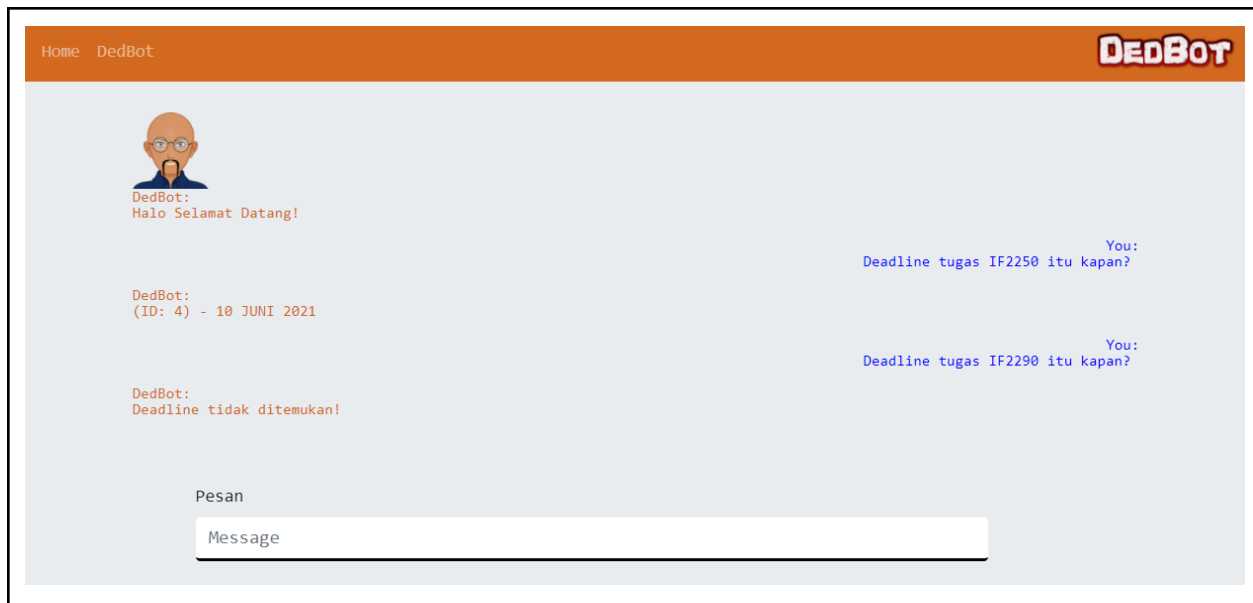 Home DedBot
DEDBOT
DedBot:
Halo Selamat Datang!
You:
Deadline tugas IF2250 itu kapan?
DedBot:
(ID: 4) - 10 JUNI 2021
You:
Deadline tugas IF2290 itu kapan?
DedBot:
Deadline tidak ditemukan!
Pesan
Message